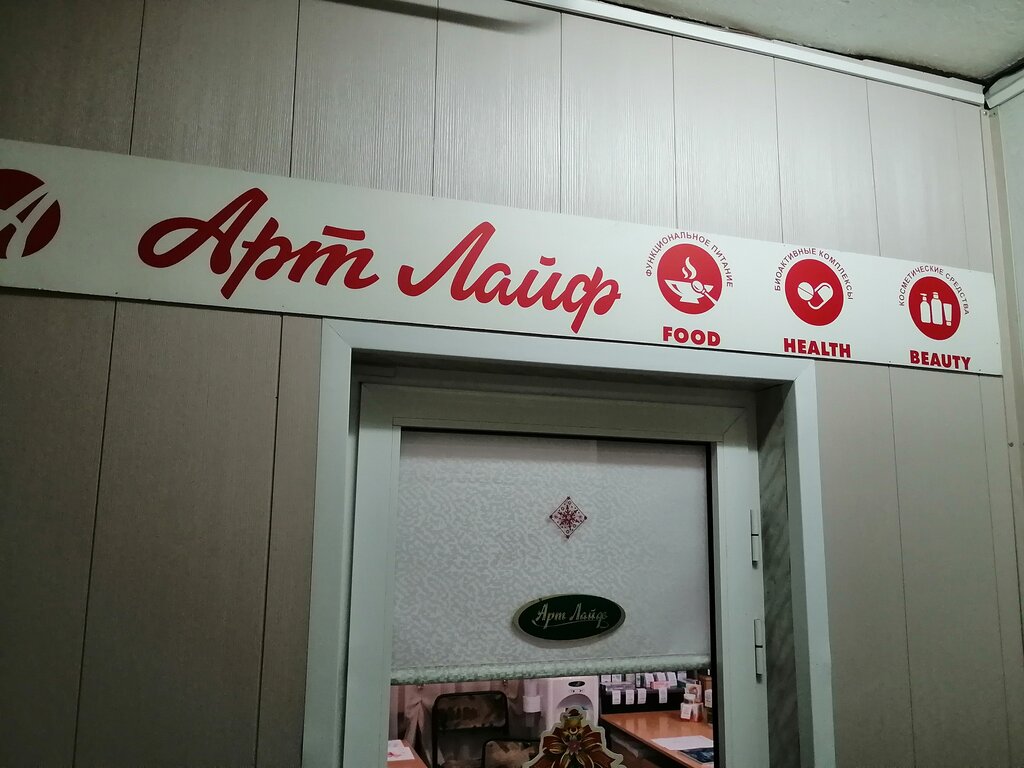 Арт Лайф
ФУНКЦИОНАЛЬНОЕ ПИТАНИЕ
FOOD
БИОАКТИВНЫЕ КОМПЛЕКСЫ
HEALTH
КОСМЕТИЧЕСКИЕ СРЕДСТВА
BEAUTY
Арт Лайф